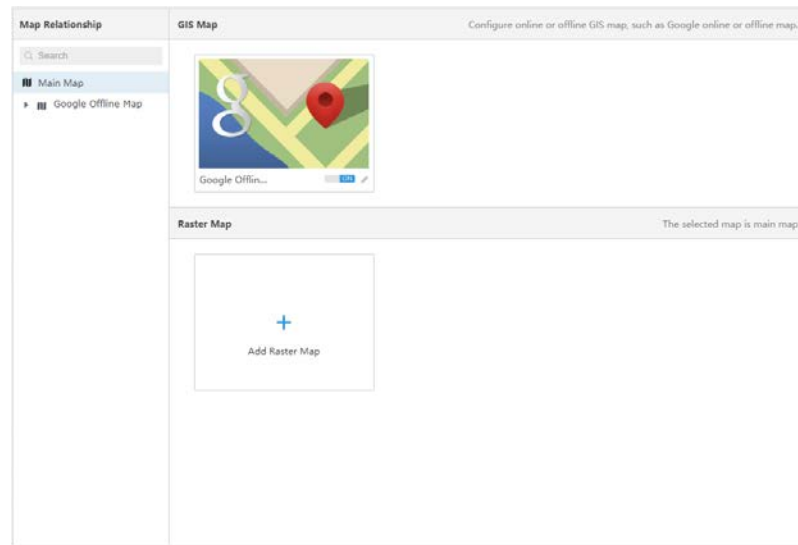 Map Relationship
GIS Map
Configure online or offline GIS map, such as Google online or offline map.
Search
Main Map
Google Offline Map
g
Google Offlin...
ON
Raster Map
The selected map is main map
Add Raster Map